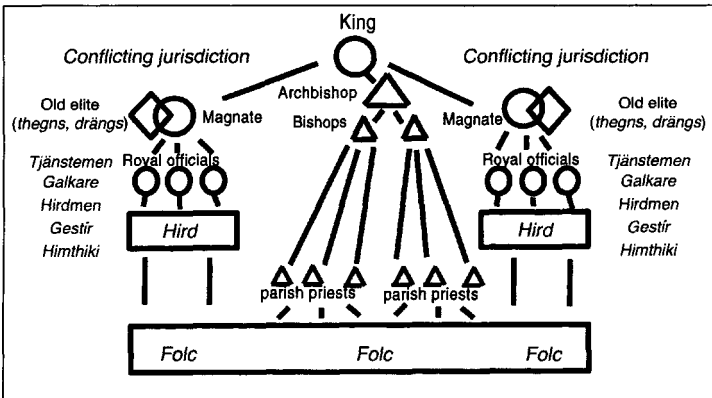 King
Conflicting jurisdiction
Conflicting jurisdiction
Archbishop
Old elite
(thegns, drängs)
Magnate
Bishops
Magnate
Old elite
(thegns, drängs)
Tjänstemen
Royal officials
Royal officials
Tjänstemen
Galkare
Galkare
Hirdmen
Hirdmen
Gestir
Hird
Hird
Gestir
Himthiki
Himthiki
parish priests
parish priests
Folc
Folc
Folc